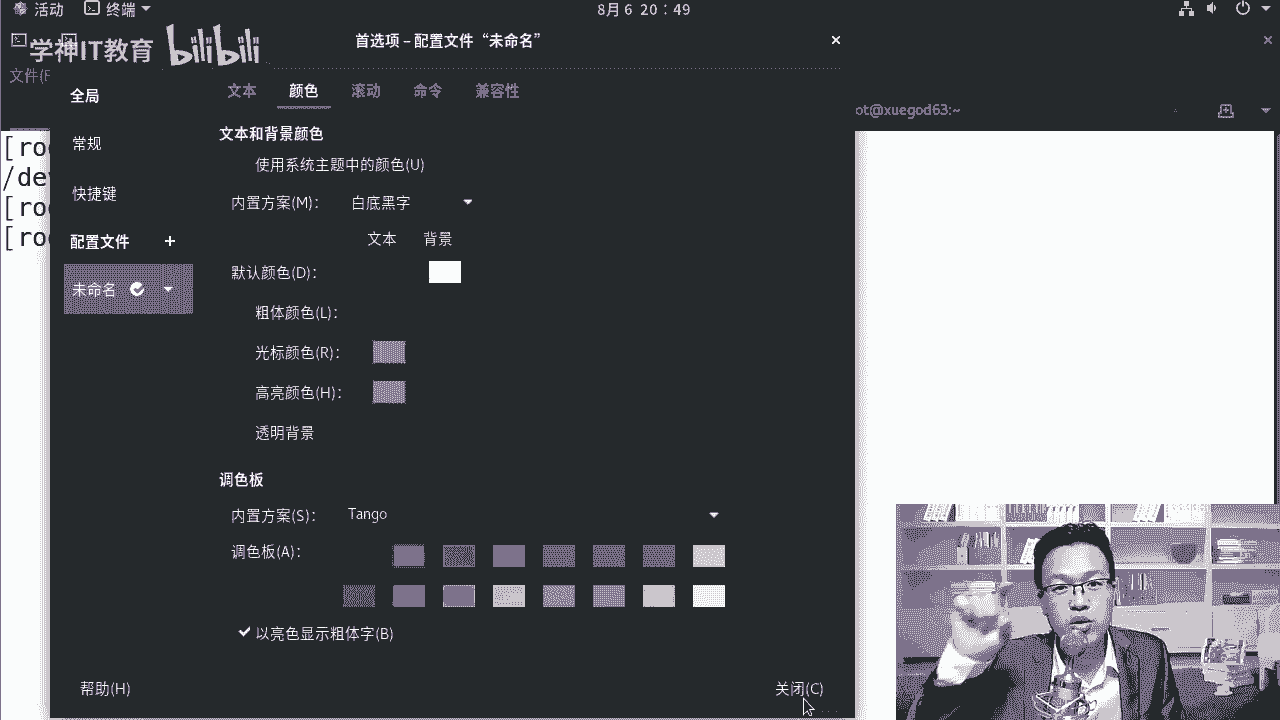 活动 终端 8月 6 20：49
学神IT教育 bilibili 首选项 – 配置文件“未命名”
文件(F
全局 文本 颜色 滚动 命令 兼容性
ot@xuegod63:~
文本和背景颜色
[roo 常规
使用系统主题中的颜色(U)
/dev
快捷键 内置方案(M)： 白底黑字
[roo
[roo 配置文件 文本 背景
默认颜色(D)：
未命名
粗体颜色(L)：
光标颜色(R)：
高亮颜色(H)：
透明背景
调色板
内置方案(S)： Tango
调色板(A)：
以亮色显示粗体字(B)
帮助(H) 关闭(C)